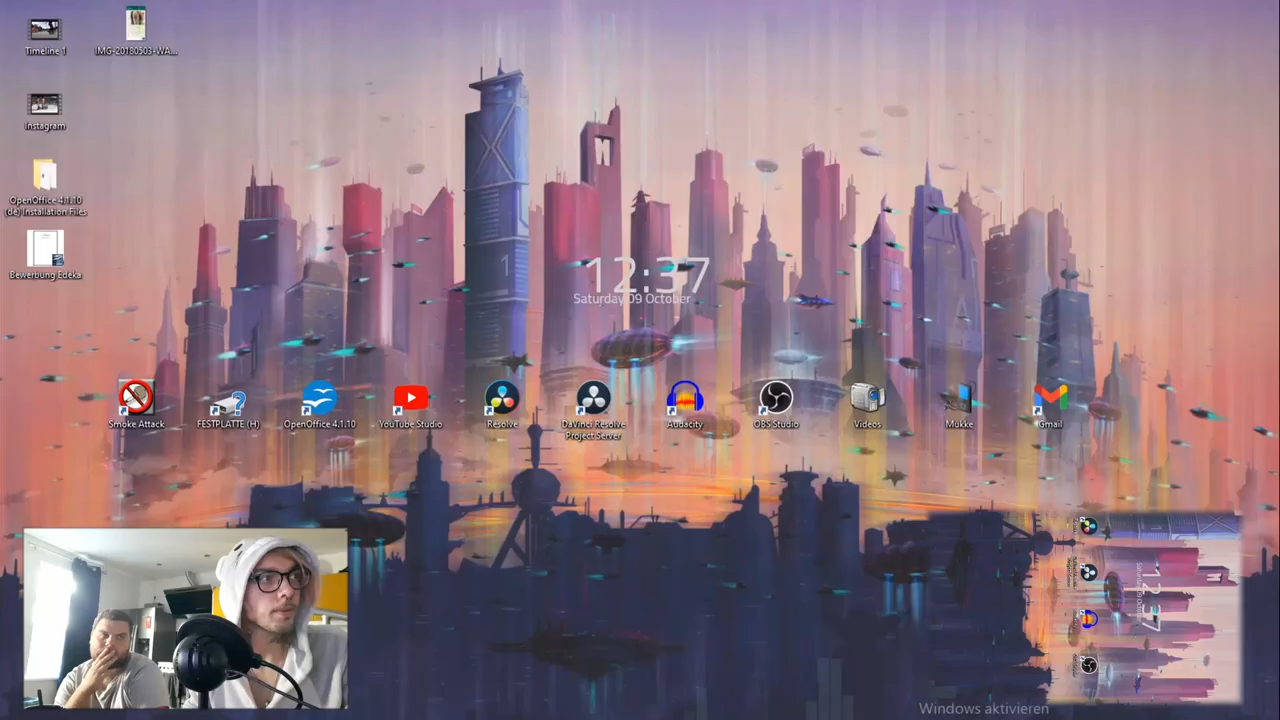 Timeline 1
IMG-20180503-WA...
Instagram
OpenOffice 4.1.10
(de) Installation Files
Bewerbung Edeka
12:37
Saturday 09 October
Smoke Attack
FESTPLATTE (H)
OpenOffice 4.1.10
YouTube Studio
Resolve
DaVinci Resolve
Project Server
Audacity
OBS Studio
Videos
Mukke
Gmail
12:37
Windows aktivieren